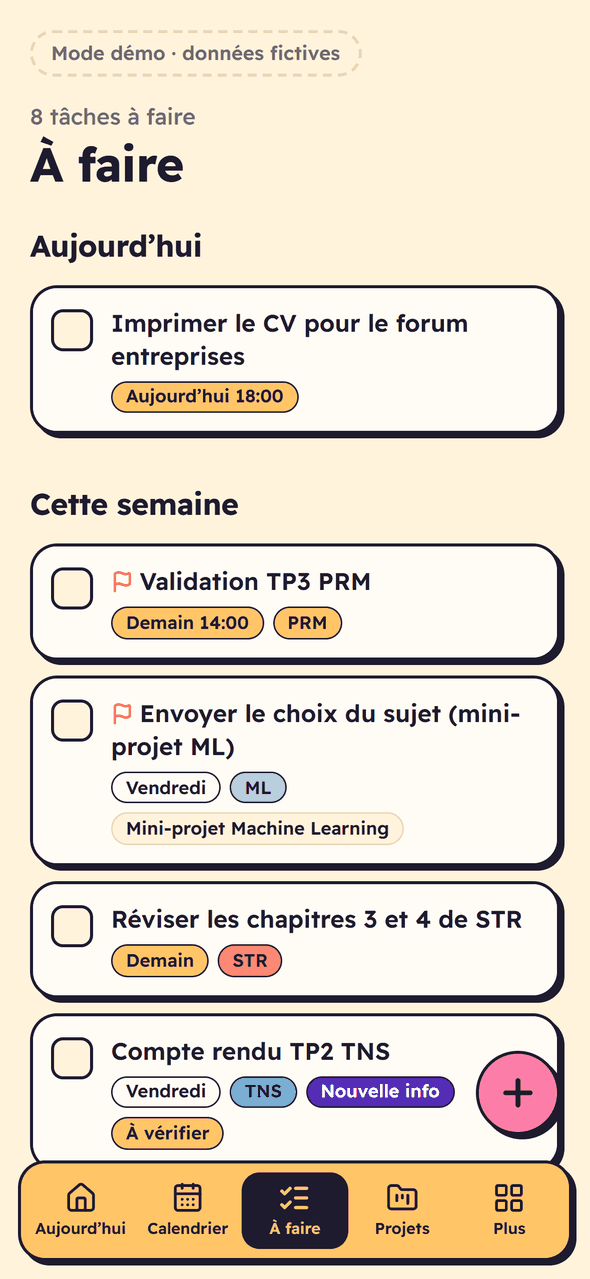 Mode démo · données fictives
8 tâches à faire
À faire
Aujourd’hui
Imprimer le CV pour le forum
entreprises
Aujourd’hui 18:00
Cette semaine
Validation TP3 PRM
Demain 14:00 PRM
Envoyer le choix du sujet (mini-
projet ML)
Vendredi ML
Mini-projet Machine Learning
Réviser les chapitres 3 et 4 de STR
Demain STR
Compte rendu TP2 TNS
Vendredi TNS Nouvelle info
À vérifier
Aujourd’hui Calendrier À faire Projets Plus